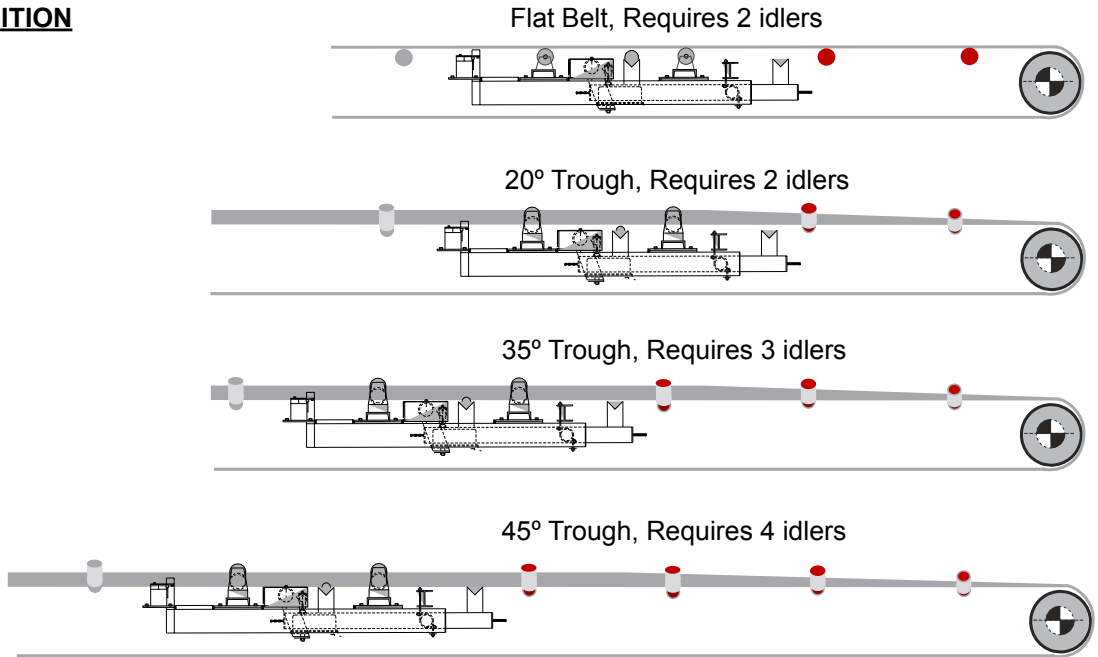 ITION
Flat Belt, Requires 2 idlers
20º Trough, Requires 2 idlers
35º Trough, Requires 3 idlers
45º Trough, Requires 4 idlers